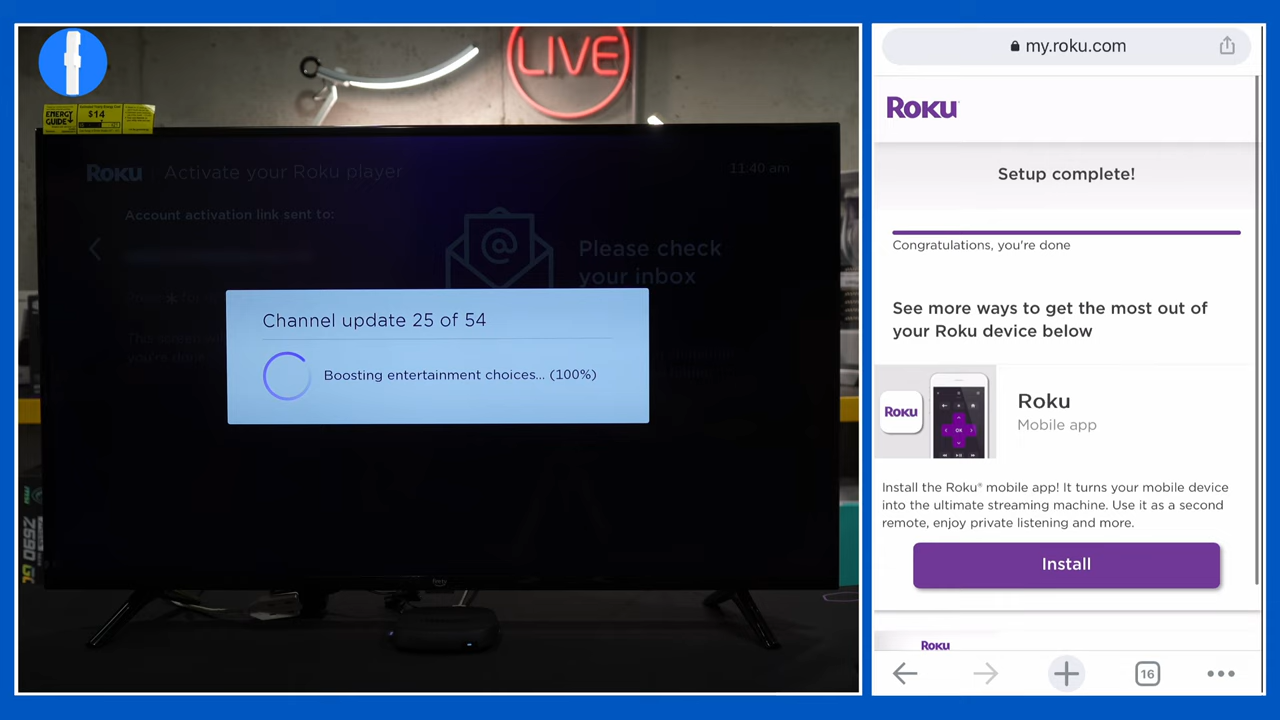 LIVE
ENERGY
GUIDE
$14
Roku
Activate your Roku player
11:40 am
Account activation link sent to:
Please check
your inbox
Channel update 25 of 54
Boosting entertainment choices... (100%)
you're done
my.roku.com
Roku
Setup complete!
Congratulations, you're done
See more ways to get the most out of
your Roku device below
Roku
Roku
Mobile app
OK
Install the Roku® mobile app! It turns your mobile device
into the ultimate streaming machine. Use it as a second
remote, enjoy private listening and more.
Install
Roku
16